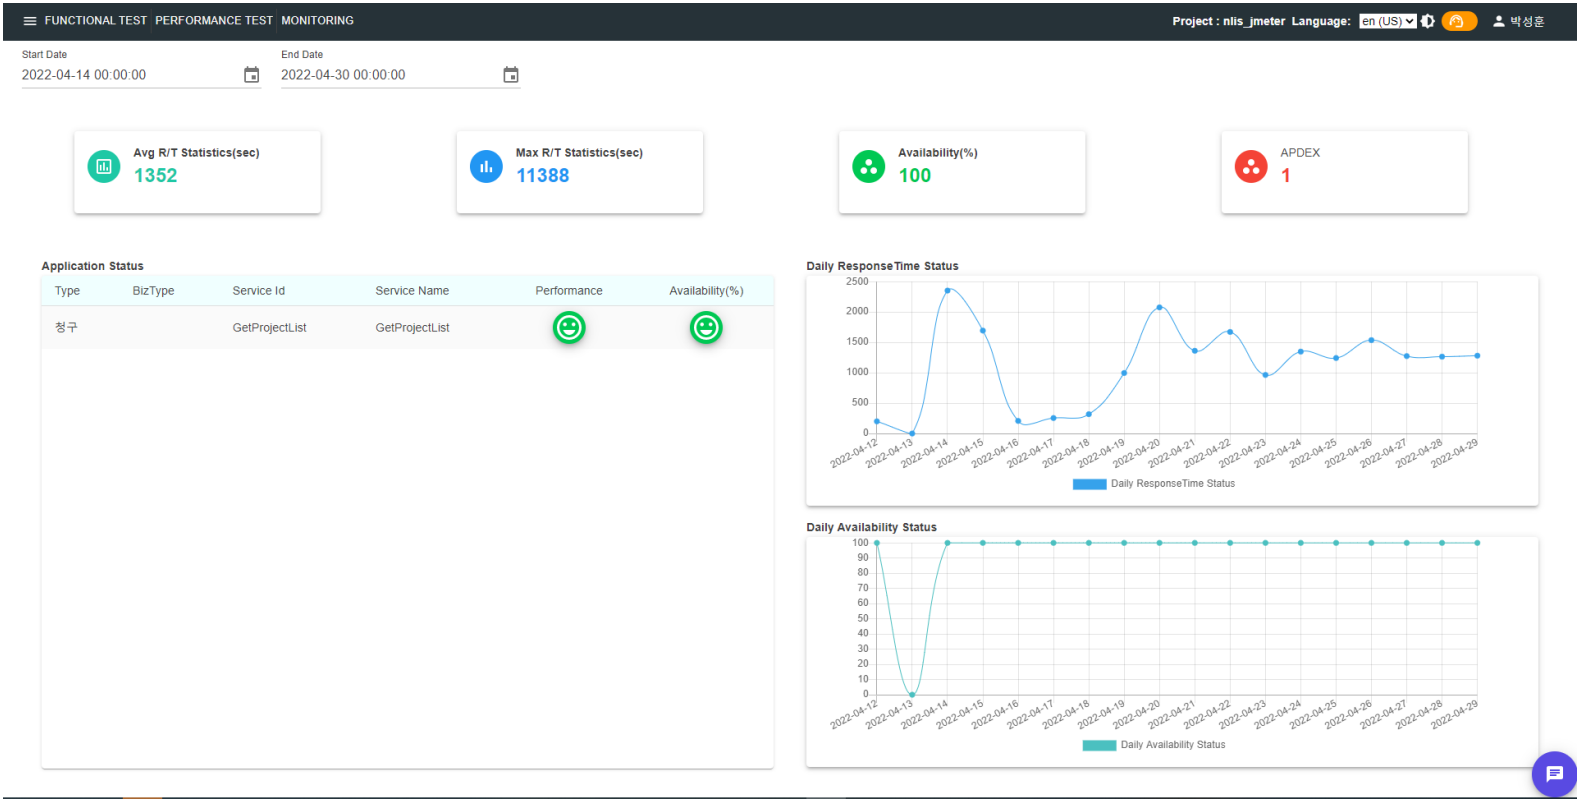 FUNCTIONAL TEST PERFORMANCE TEST MONITORING Project : nlis_jmeter Language: en (US) 박성훈
Start Date End Date
2022-04-14 00:00:00 2022-04-30 00:00:00
Avg R/T Statistics(sec)
1352
Max R/T Statistics(sec)
11388
Availability(%)
100
APDEX
1
Application Status
Type BizType Service Id Service Name Performance Availability(%)
청구 GetProjectList GetProjectList
Daily ResponseTime Status
2500
2000
1500
1000
500
0
2022-04-12 2022-04-13 2022-04-14 2022-04-15 2022-04-16 2022-04-17 2022-04-18 2022-04-19 2022-04-20 2022-04-21 2022-04-22 2022-04-23 2022-04-24 2022-04-25 2022-04-26 2022-04-27 2022-04-28 2022-04-29
Daily ResponseTime Status
Daily Availability Status
100
90
80
70
60
50
40
30
20
10
0
2022-04-12 2022-04-13 2022-04-14 2022-04-15 2022-04-16 2022-04-17 2022-04-18 2022-04-19 2022-04-20 2022-04-21 2022-04-22 2022-04-23 2022-04-24 2022-04-25 2022-04-26 2022-04-27 2022-04-28 2022-04-29
Daily Availability Status